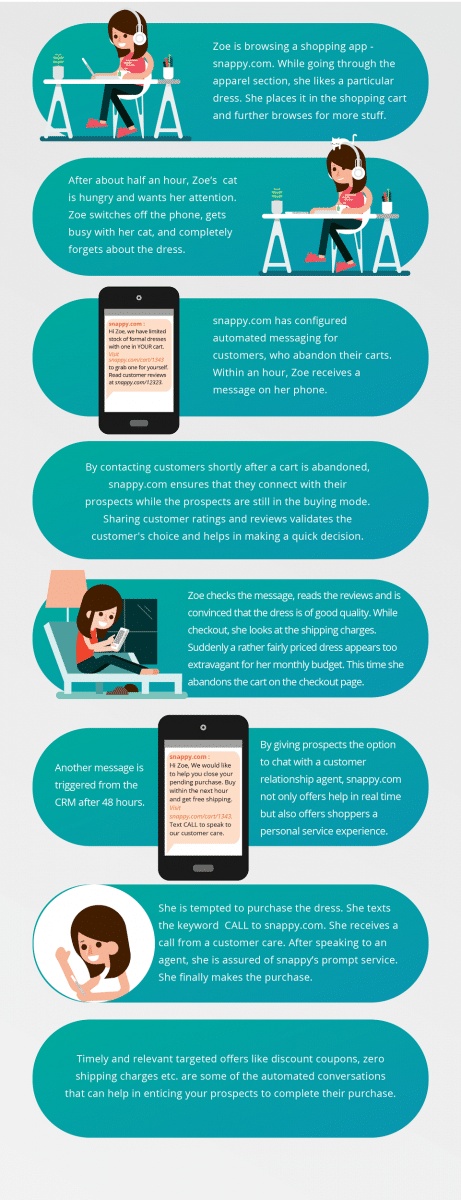 Zoe is browsing a shopping app -
snappy.com. While going through the
apparel section, she likes a particular
dress. She places it in the shopping cart
and further browses for more stuff.
After about half an hour, Zoe's cat
is hungry and wants her attention.
Zoe switches off the phone, gets
busy with her cat, and completely
forgets about the dress.
snappy.com :
Hi Zoe, we have limited
stock of formal dresses
with one in YOUR cart.
Visit
snappy.com/cart/1343
to grab one for yourself.
Read customer reviews
at snappy.com/12323.
snappy.com has configured
automated messaging for
customers, who abandon their carts.
Within an hour, Zoe receives a
message on her phone.
By contacting customers shortly after a cart is abandoned,
snappy.com ensures that they connect with their
prospects while the prospects are still in the buying mode.
Sharing customer ratings and reviews validates the
customer's choice and helps in making a quick decision.
Zoe checks the message, reads the reviews and is
convinced that the dress is of good quality. While
checkout, she looks at the shipping charges.
Suddenly a rather fairly priced dress appears too
extravagant for her monthly budget. This time she
abandons the cart on the checkout page.
Another message is
triggered from the
CRM after 48 hours.
snappy.com :
Hi Zoe, We would like
to help you close your
pending purchase. Buy
within the next hour
and get free shipping.
Visit
snappy.com/cart/1343.
Text CALL to speak to
our customer care.
By giving prospects the option
to chat with a customer
relationship agent, snappy.com
not only offers help in real time
but also offers shoppers a
personal service experience.
She is tempted to purchase the dress. She texts
the keyword CALL to snappy.com. She receives a
call from a customer care. After speaking to an
agent, she is assured of snappy's prompt service.
She finally makes the purchase.
Timely and relevant targeted offers like discount coupons, zero
shipping charges etc. are some of the automated conversations
that can help in enticing your prospects to complete their purchase.